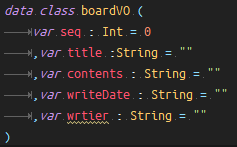 data class boardVO (
var seq : Int = 0
,var title :String = ""
,var contents : String = ""
,var writeDate : String = ""
,var wrtier : String = ""
)